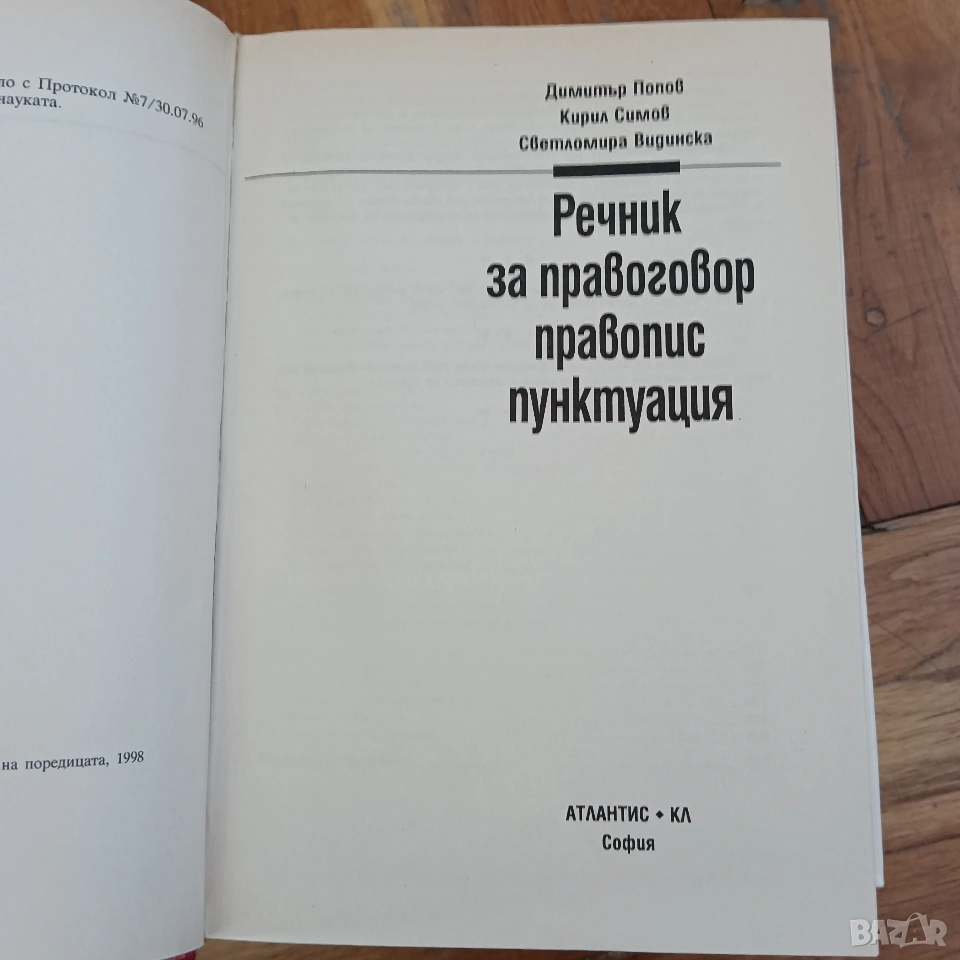 ло с Протокол №7/30.07.96
науката.
на поредицата, 1998
Димитър Попов
Кирил Симов
Светломира Видинска
Речник
за правоговор
правопис
пунктуация
АТЛАНТИС • КЛ
София
BAZAR